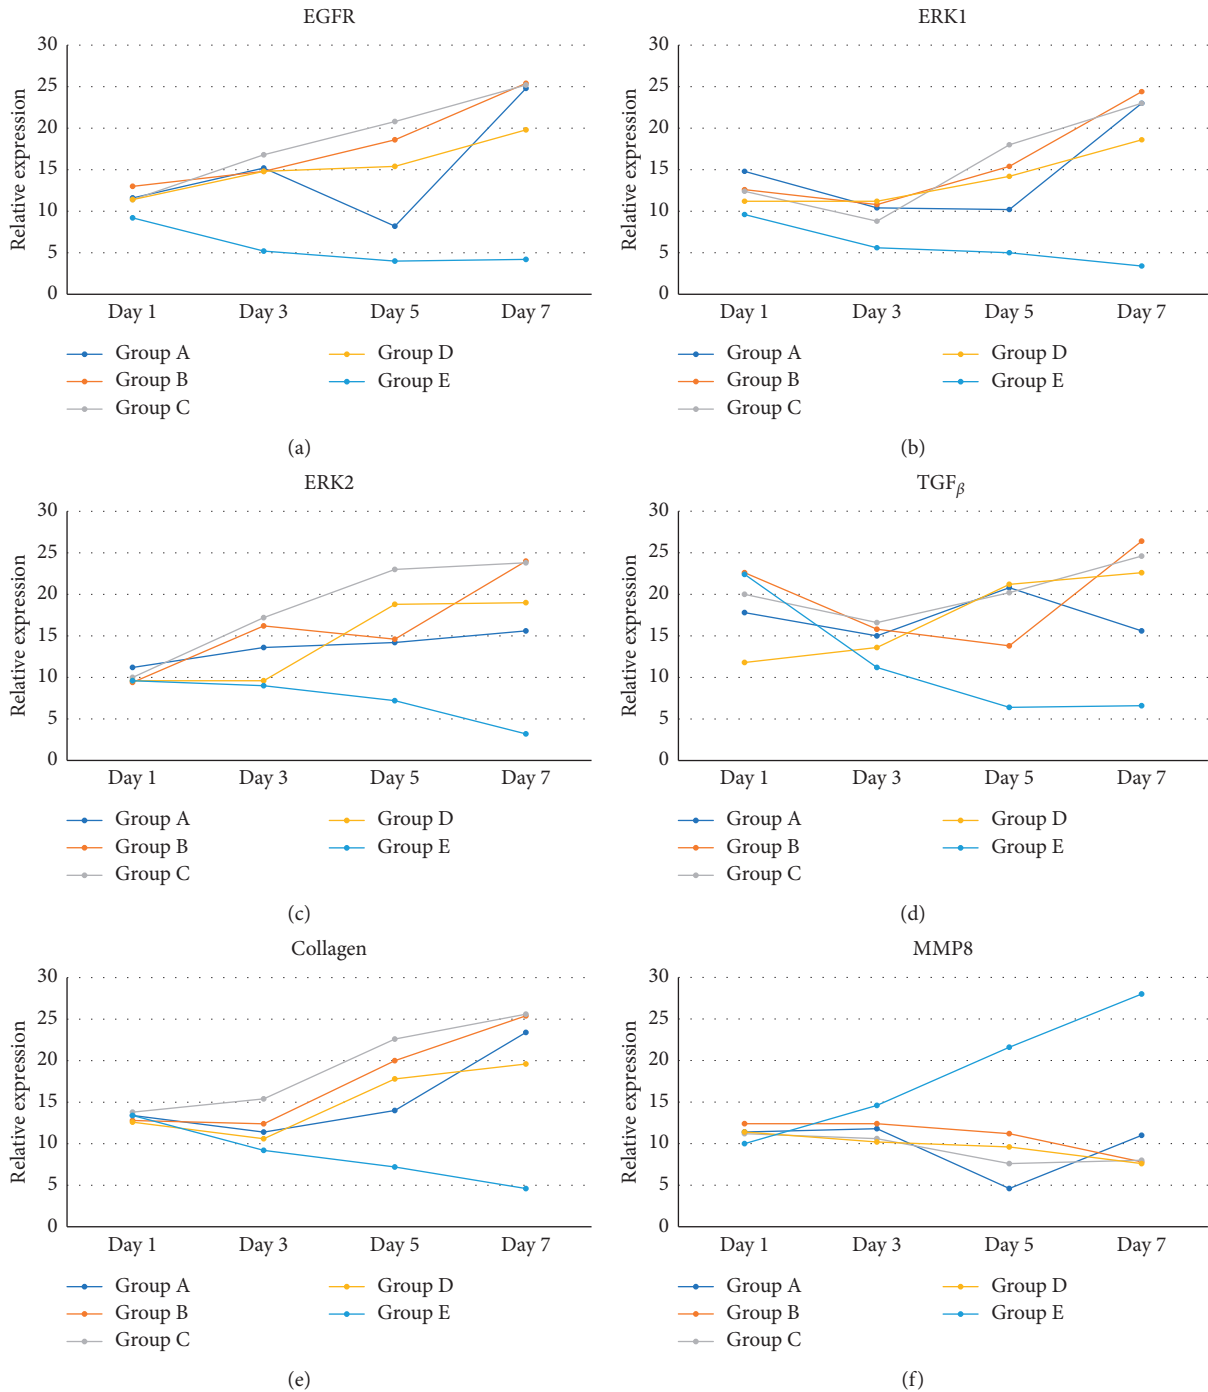 EGFR
Relative expression
30
25
20
15
10
5
0
Day 1 Day 3 Day 5 Day 7
Group A Group D
Group B Group E
Group C
(a)
ERK1
Relative expression
30
25
20
15
10
5
0
Day 1 Day 3 Day 5 Day 7
Group A Group D
Group B Group E
Group C
(b)
ERK2
Relative expression
30
25
20
15
10
5
0
Day 1 Day 3 Day 5 Day 7
Group A Group D
Group B Group E
Group C
(c)
TGFβ
Relative expression
30
25
20
15
10
5
0
Day 1 Day 3 Day 5 Day 7
Group A Group D
Group B Group E
Group C
(d)
Collagen
Relative expression
30
25
20
15
10
5
0
Day 1 Day 3 Day 5 Day 7
Group A Group D
Group B Group E
Group C
(e)
MMP8
Relative expression
30
25
20
15
10
5
0
Day 1 Day 3 Day 5 Day 7
Group A Group D
Group B Group E
Group C
(f)